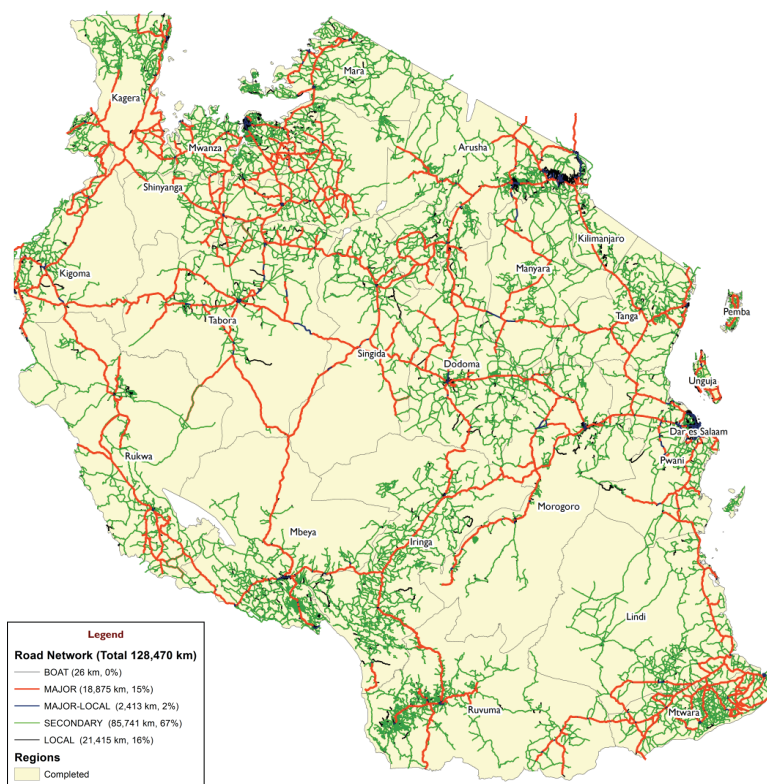 Mara
Kagera
Mwanza
Arusha
Shinyanga
Kilimanjaro
Kigoma
Manyara
Pemba
Tanga
Tabora
Singida
Dodoma
Unguja
Dar es Salaam
Rukwa
Pwani
Morogoro
Mbeya
Iringa
Lindi
Ruvuma
Mtwara
Legend
Road Network (Total 128,470 km)
BOAT (26 km, 0%)
MAJOR (18,875 km, 15%)
MAJOR-LOCAL (2,413 km, 2%)
SECONDARY (85,741 km, 67%)
LOCAL (21,415 km, 16%)
Regions
Completed